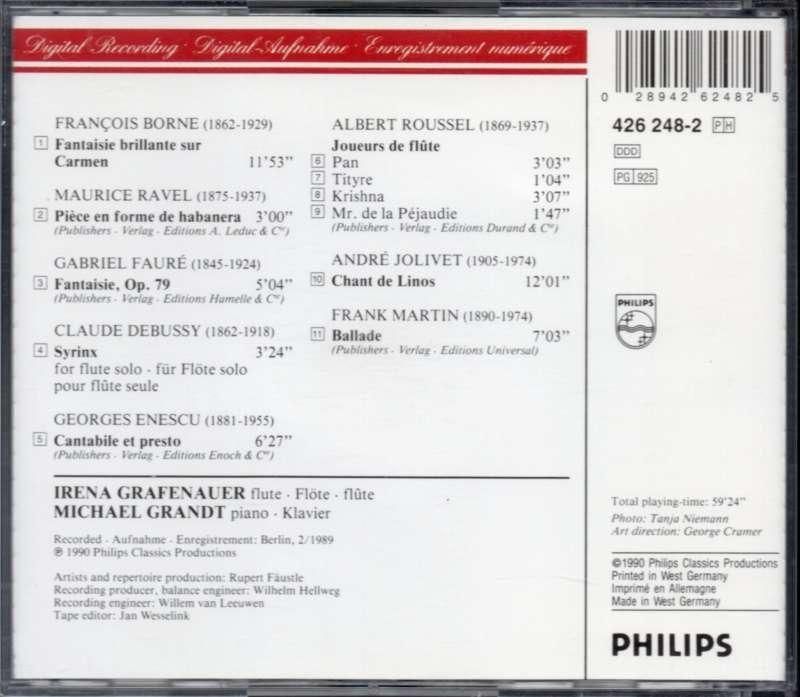 Digital Recording · Digital-Aufnahme · Enregistrement numérique
FRANÇOIS BORNE (1862-1929)
1 Fantaisie brillante sur
Carmen 11’53”
MAURICE RAVEL (1875-1937)
2 Pièce en forme de habanera 3’00”
(Publishers · Verlag · Editions A. Leduc & Cie)
GABRIEL FAURÉ (1845-1924)
3 Fantaisie, Op. 79 5’04”
(Publishers · Verlag · Editions Hamelle & Cie)
CLAUDE DEBUSSY (1862-1918)
4 Syrinx 3’24”
for flute solo · für Flöte solo
pour flûte seule
GEORGES ENESCU (1881-1955)
5 Cantabile et presto 6’27”
(Publishers · Verlag · Editions Enoch & Cie)
ALBERT ROUSSEL (1869-1937)
Joueurs de flûte
6 Pan 3’03”
7 Tityre 1’04”
8 Krishna 3’07”
9 Mr. de la Péjaudie 1’47”
(Publishers · Verlag · Editions Durand & Cie)
ANDRÉ JOLIVET (1905-1974)
10 Chant de Linos 12’01”
FRANK MARTIN (1890-1974)
11 Ballade 7’03”
(Publishers · Verlag · Editions Universal)
IRENA GRAFENAUER flute · Flöte · flûte
MICHAEL GRANDT piano · Klavier
Recorded · Aufnahme · Enregistrement: Berlin, 2/1989
℗ 1990 Philips Classics Productions
Artists and repertoire production: Rupert Fäustle
Recording producer, balance engineer: Wilhelm Hellweg
Recording engineer: Willem van Leeuwen
Tape editor: Jan Wesselink
0 28942 62482 5
426 248-2 PH
DDD
PG 925
PHILIPS
Total playing-time: 59’24”
Photo: Tanja Niemann
Art direction: George Cramer
©1990 Philips Classics Productions
Printed in West Germany
Imprimé en Allemagne
Made in West Germany
PHILIPS